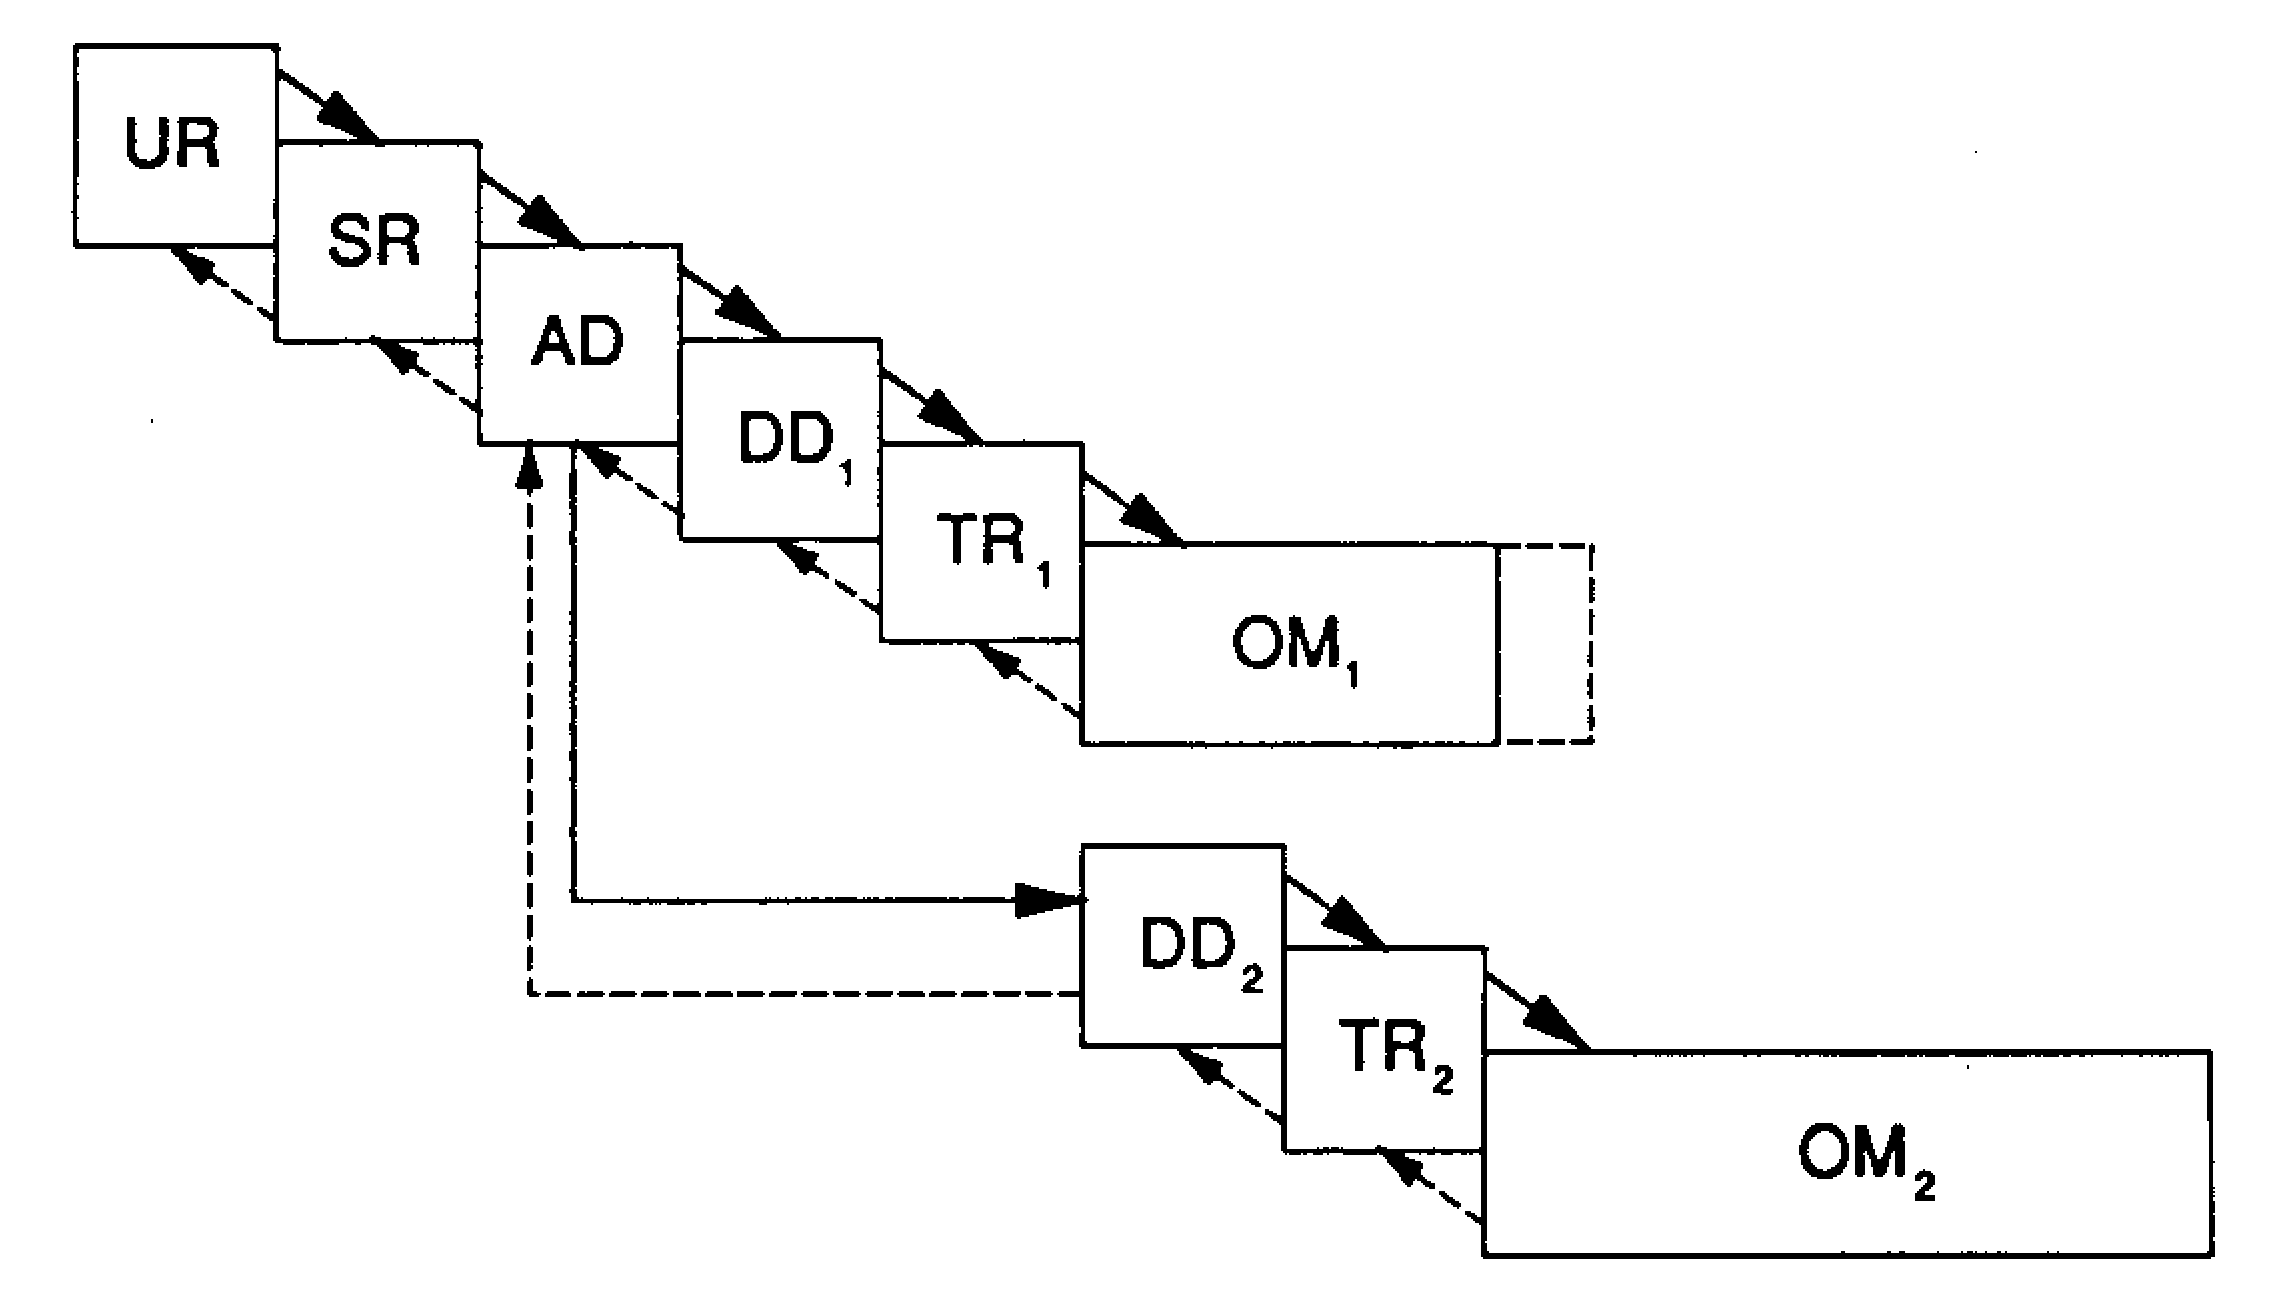 UR
SR
AD
DD₁
TR₁
OM₁
DD₂
TR₂
OM₂